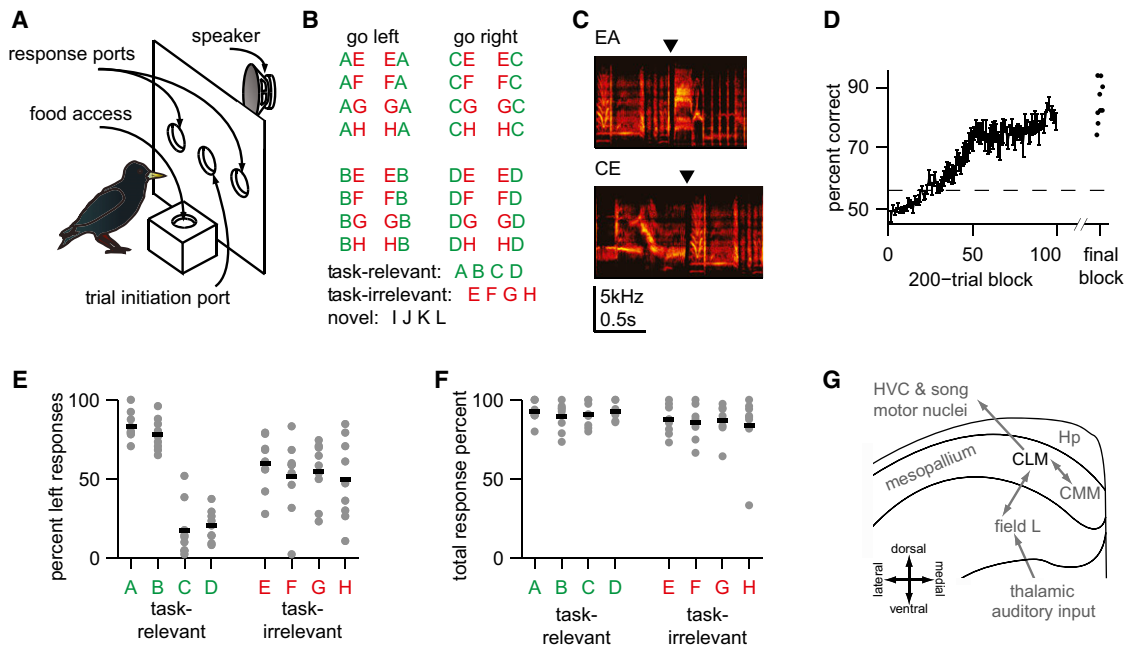 A
response ports
speaker
food access
trial initiation port
B
go left go right
AE EA CE EC
AF FA CF FC
AG GA CG GC
AH HA CH HC
BE EB DE ED
BF FB DF FD
BG GB DG GD
BH HB DH HD
task-relevant: A B C D
task-irrelevant: E F G H
novel: I J K L
C
EA
CE
5kHz
0.5s
D
percent correct
90
70
50
0 50 100
200-trial block
final
block
E
percent left responses
100
50
0
A B C D E F G H
task-
relevant
task-
irrelevant
F
total response percent
100
50
0
A B C D E F G H
task-
relevant
task-
irrelevant
G
HVC & song
motor nuclei
Hp
mesopallium
CLM
CMM
field L
dorsal
lateral
medial
ventral
thalamic
auditory input